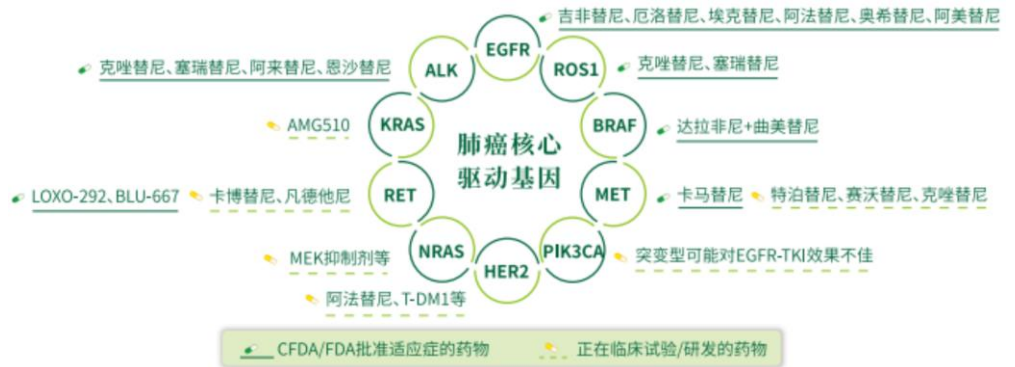 吉非替尼、厄洛替尼、埃克替尼、阿法替尼、奥希替尼、阿美替尼
EGFR
ALK
ROS1
克唑替尼、塞瑞替尼、阿来替尼、恩沙替尼
克唑替尼、塞瑞替尼
AMG510
KRAS
BRAF
达拉非尼+曲美替尼
肺癌核心
驱动基因
LOXO-292、BLU-667
卡博替尼、凡德他尼
RET
MET
卡马替尼
特泊替尼、赛沃替尼、克唑替尼
MEK抑制剂等
NRAS
HER2
PIK3CA
突变型可能对EGFR-TKI效果不佳
阿法替尼、T-DM1等
CFDA/FDA批准适应症的药物
正在临床试验/研发的药物